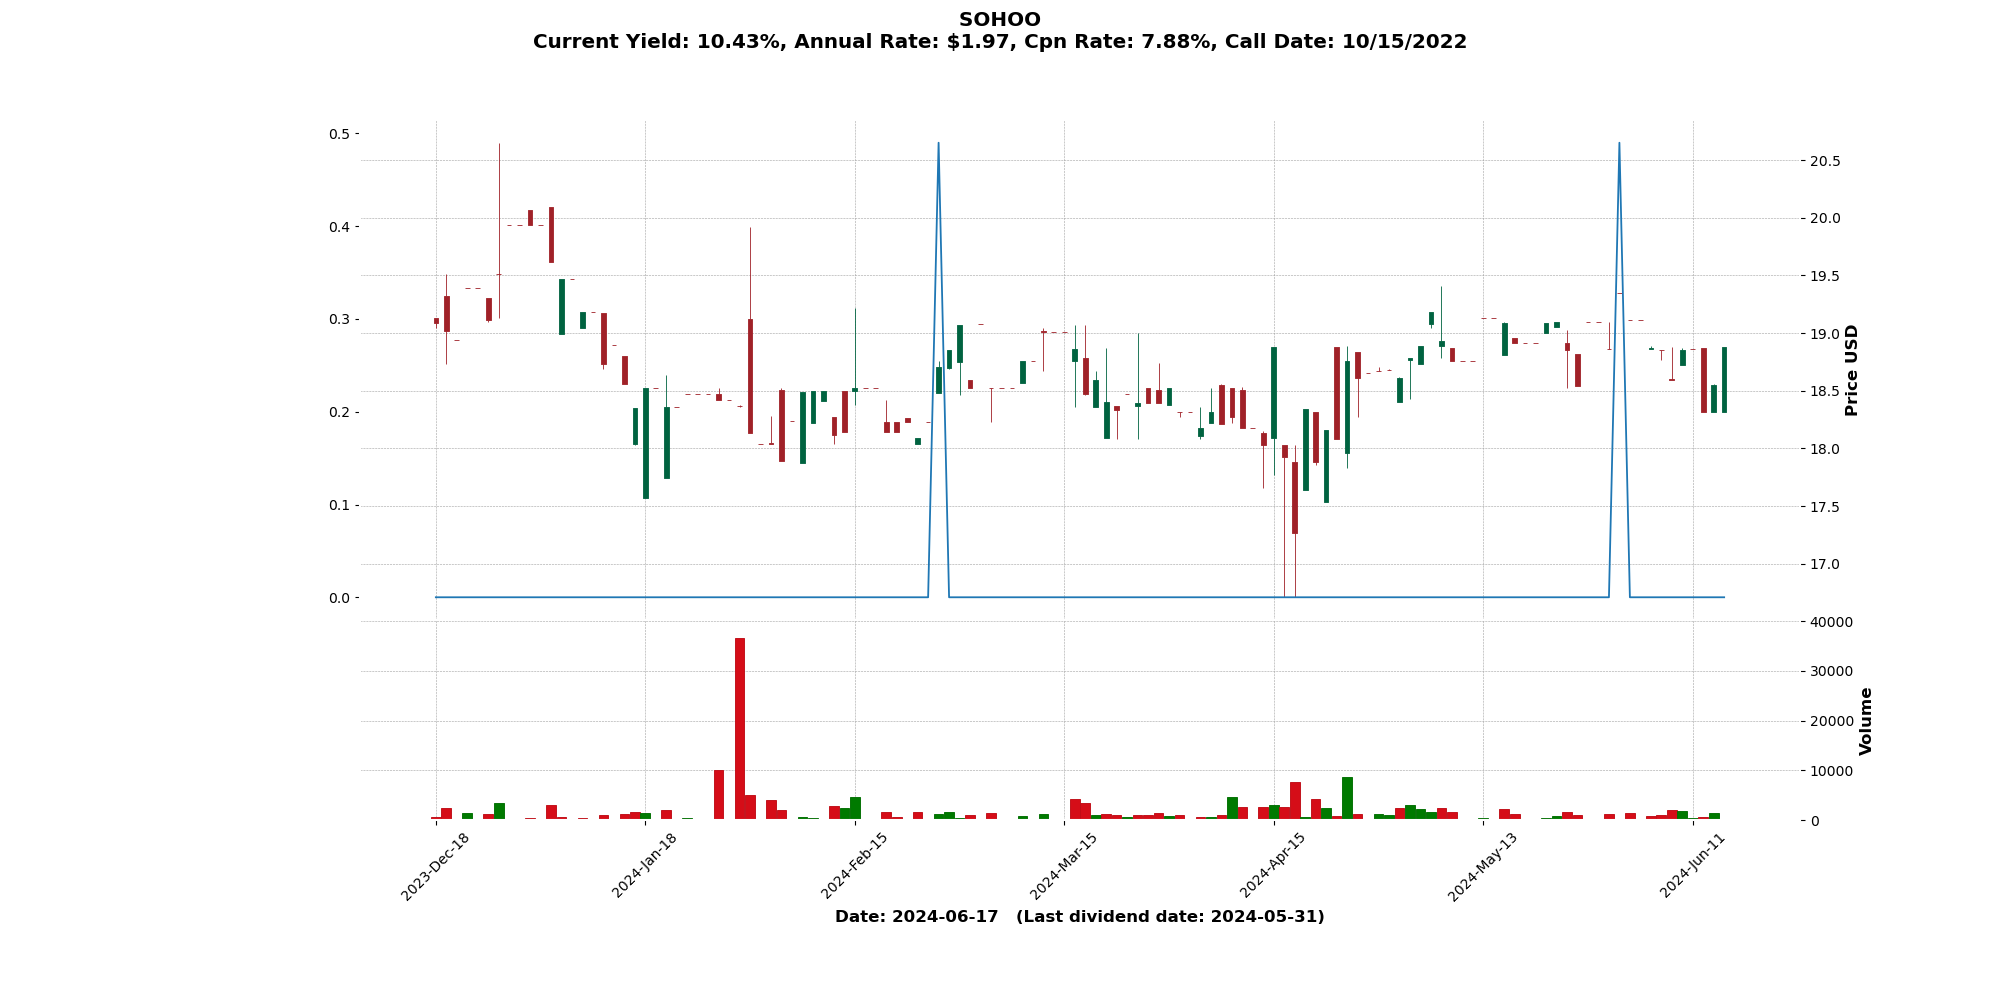 SOHOO
Current Yield: 10.43%, Annual Rate: $1.97, Cpn Rate: 7.88%, Call Date: 10/15/2022
0.5
0.4
0.3
0.2
0.1
0.0
20.5
20.0
19.5
19.0
18.5
18.0
17.5
17.0
Price USD
40000
30000
20000
10000
0
Volume
2023-Dec-18
2024-Jan-18
2024-Feb-15
2024-Mar-15
2024-Apr-15
2024-May-13
2024-Jun-11
Date: 2024-06-17 (Last dividend date: 2024-05-31)